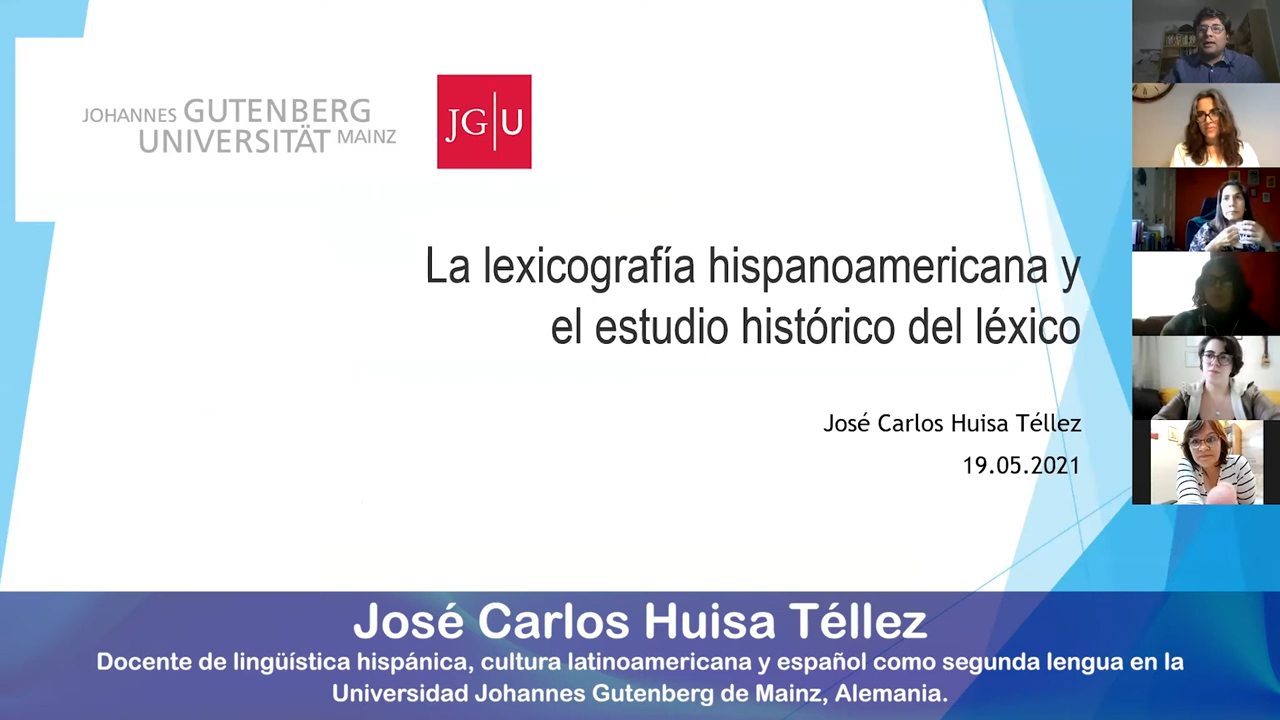 JOHANNES GUTENBERG
UNIVERSITÄT MAINZ
JG|U
La lexicografía hispanoamericana y
el estudio histórico del léxico
José Carlos Huisa Téllez
19.05.2021
José Carlos Huisa Téllez
Docente de lingüística hispánica, cultura latinoamericana y español como segunda lengua en la
Universidad Johannes Gutenberg de Mainz, Alemania.